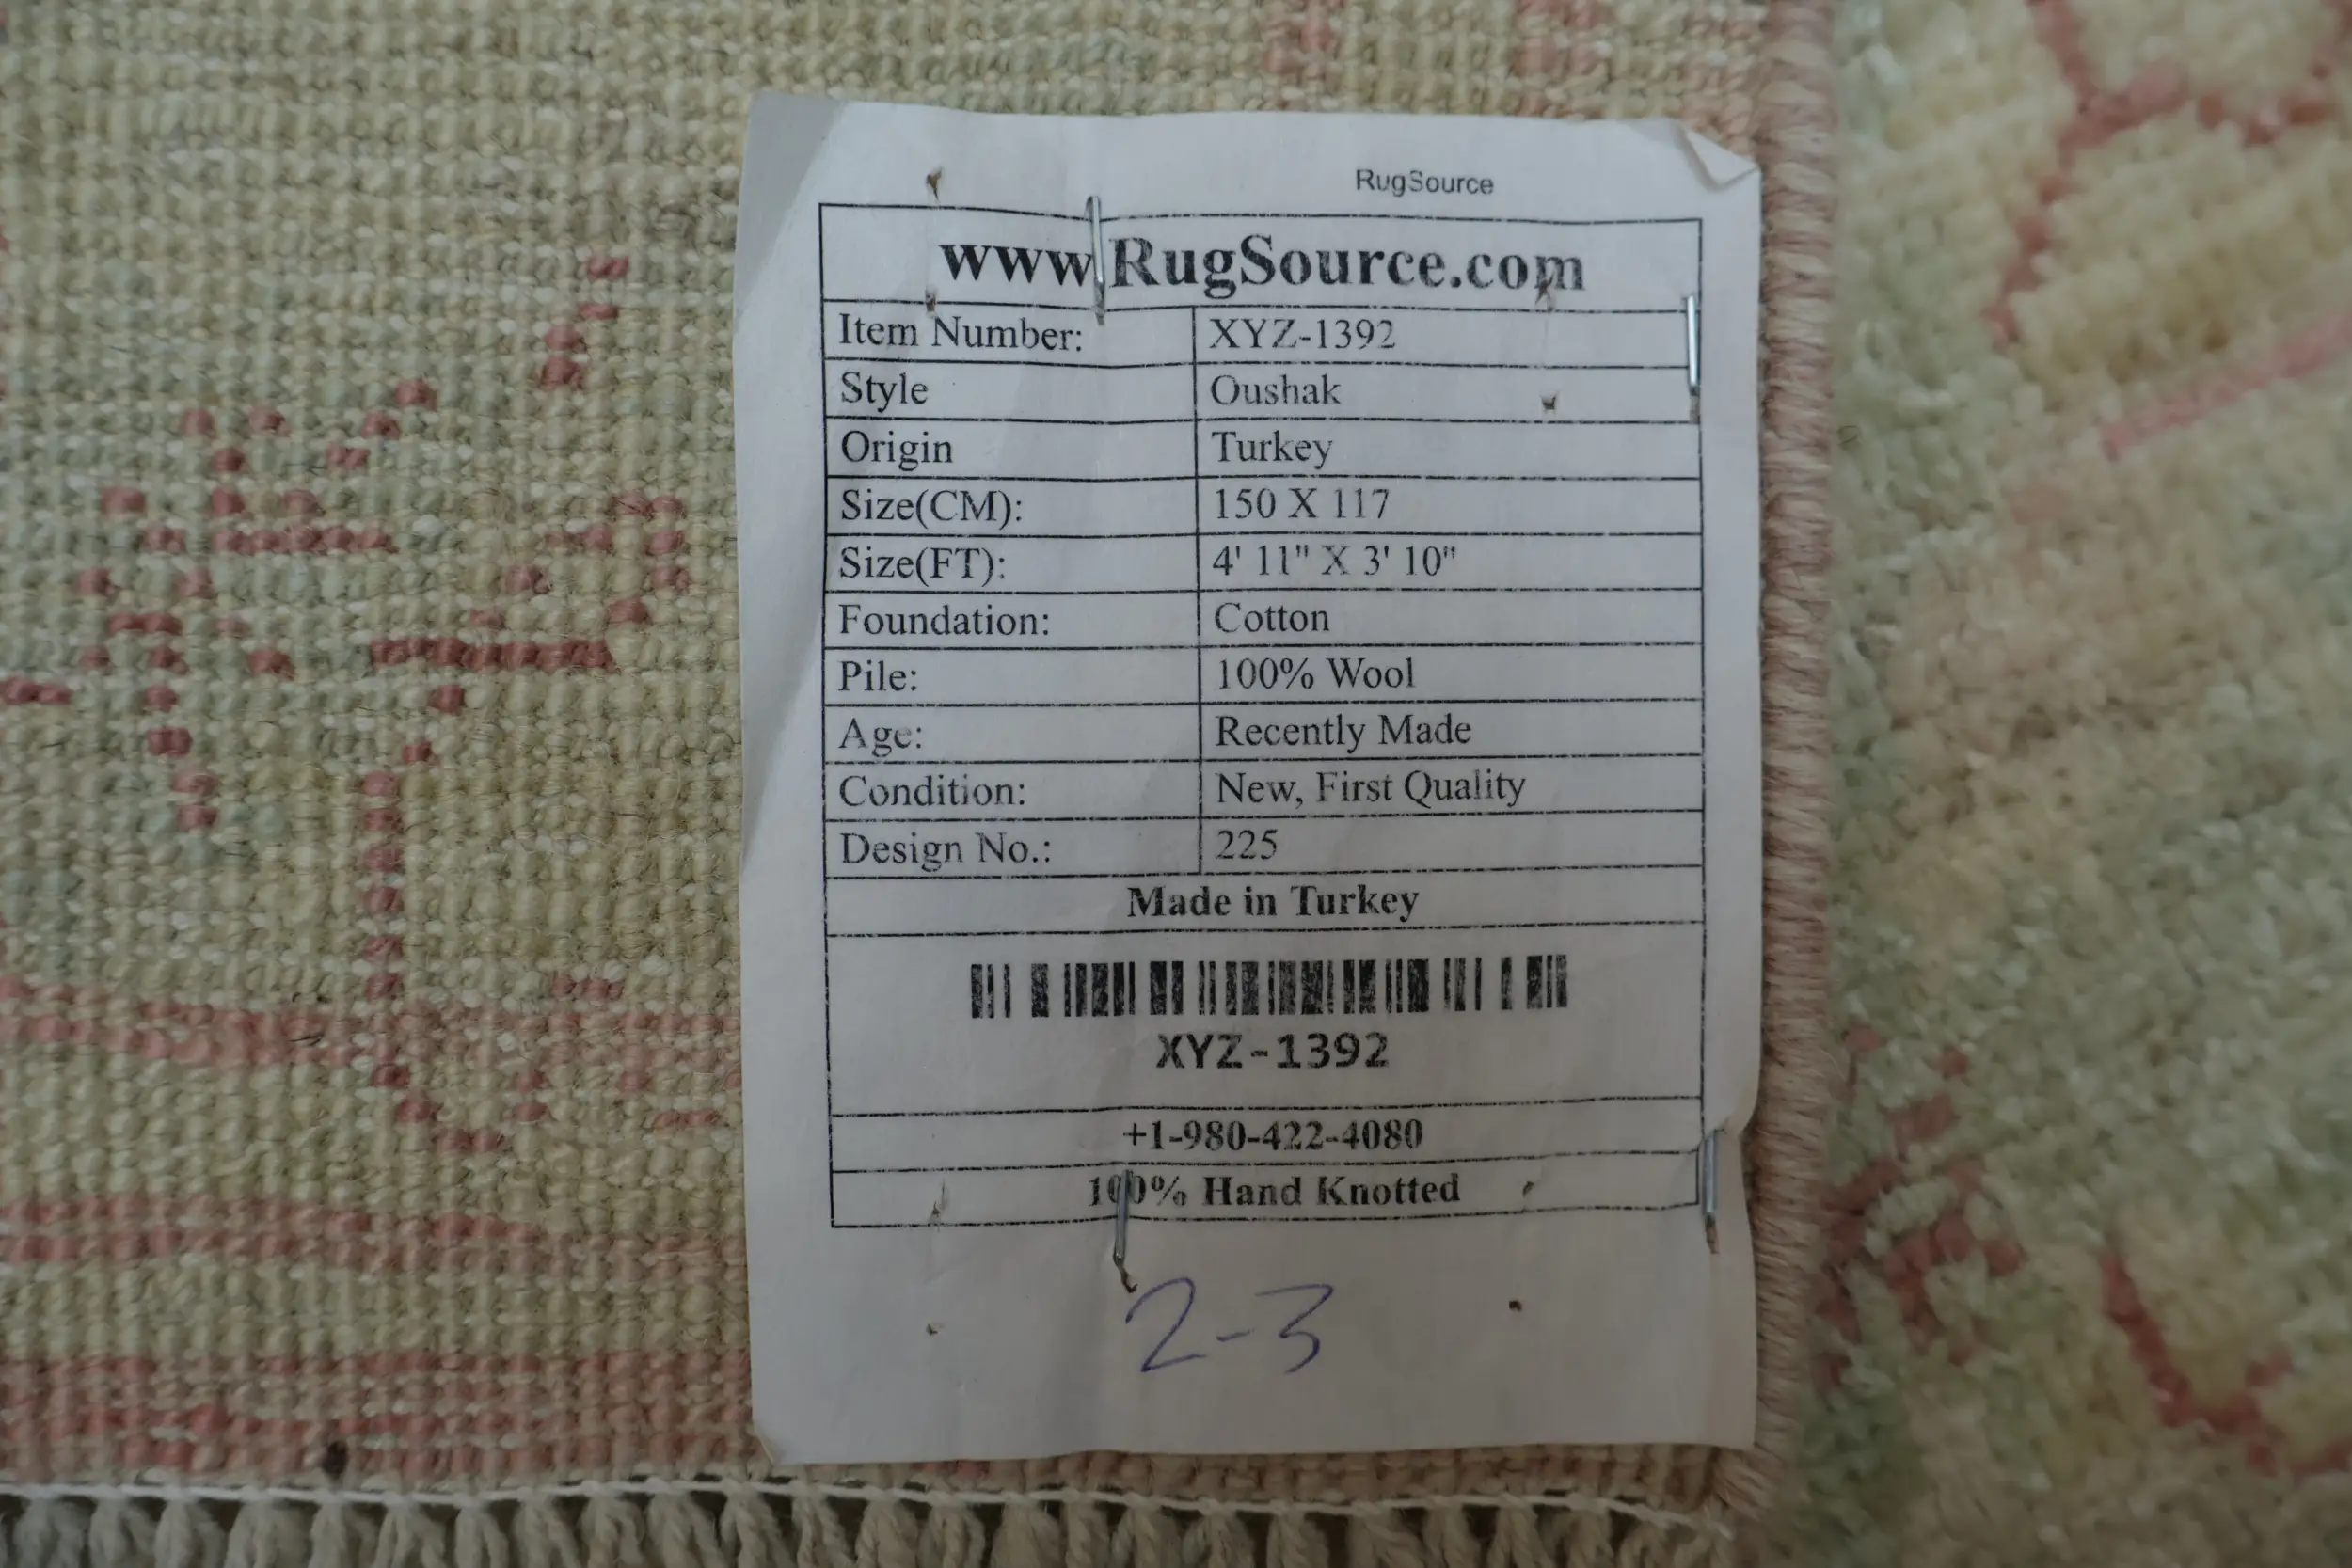 RugSource
www.RugSource.com
Item Number: XYZ-1392
Style Oushak
Origin Turkey
Size(CM): 150 X 117
Size(FT): 4' 11" X 3' 10"
Foundation: Cotton
Pile: 100% Wool
Age: Recently Made
Condition: New, First Quality
Design No.: 225
Made in Turkey
XYZ-1392
+1-980-422-4080
100% Hand Knotted
2-3